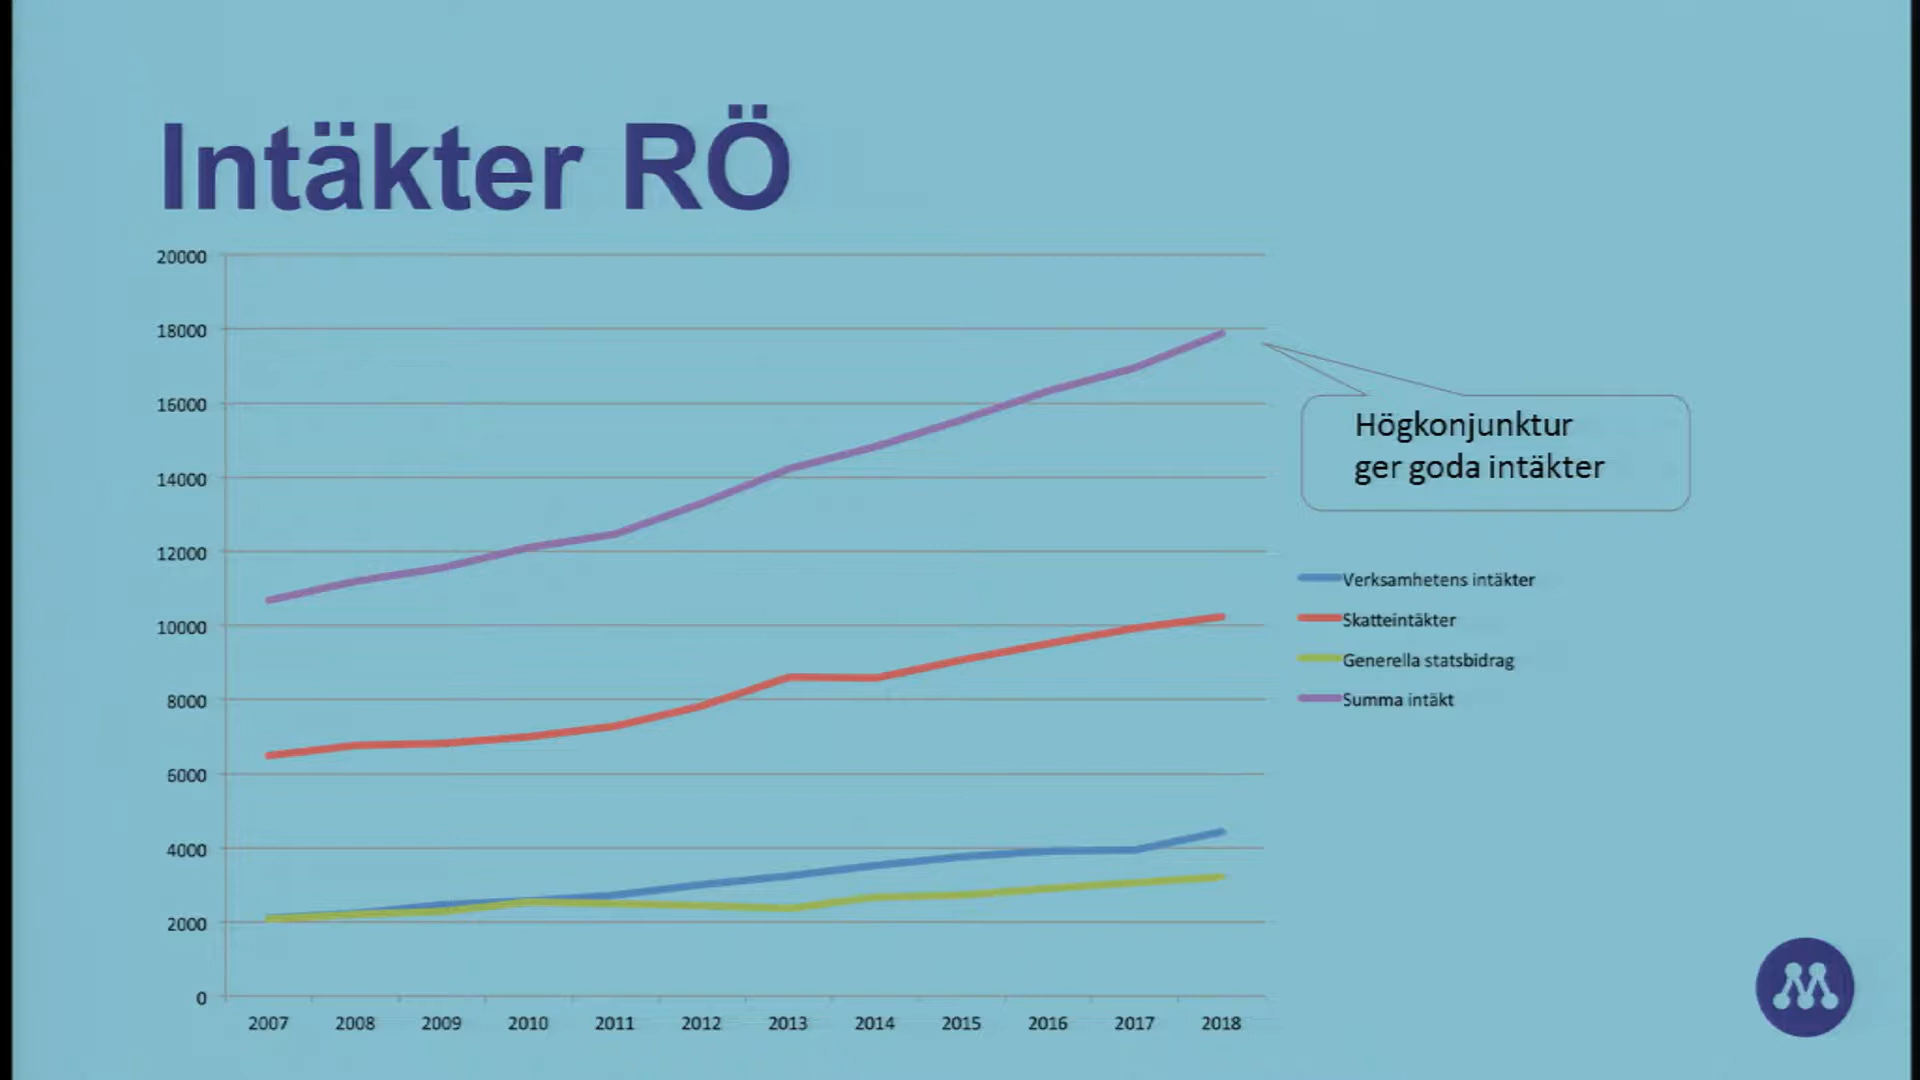 Intäkter RÖ
20000
18000
16000
14000
12000
10000
8000
6000
4000
2000
0
2007 2008 2009 2010 2011 2012 2013 2014 2015 2016 2017 2018
Högkonjunktur
ger goda intäkter
Verksamhetens intäkter
Skatteintäkter
Generella statsbidrag
Summa intäkt
M